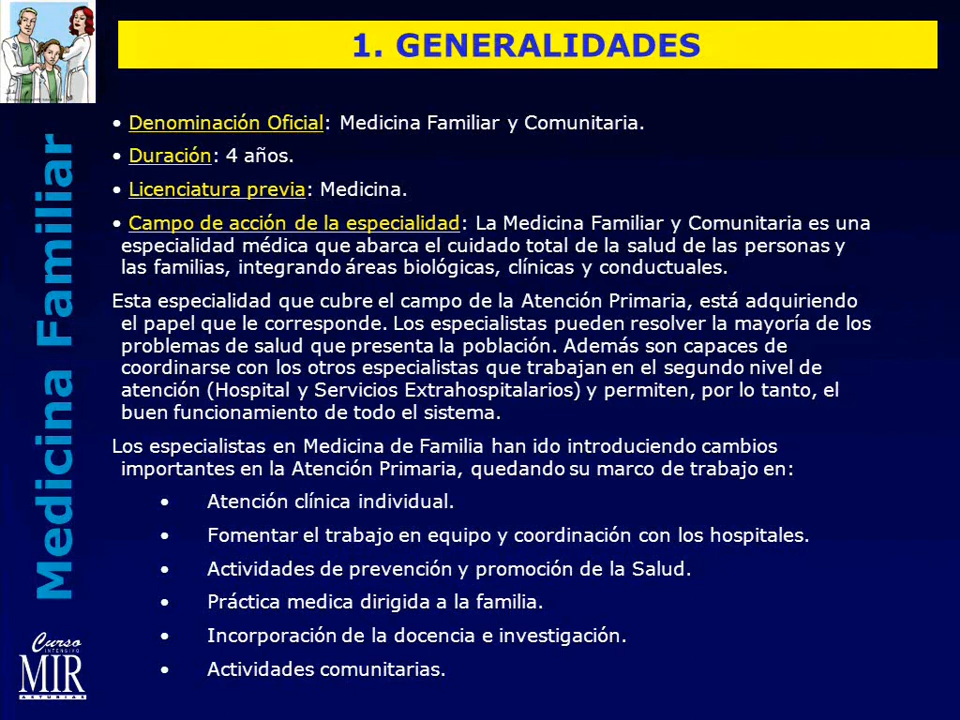 1. GENERALIDADES
• Denominación Oficial: Medicina Familiar y Comunitaria.
• Duración: 4 años.
• Licenciatura previa: Medicina.
• Campo de acción de la especialidad: La Medicina Familiar y Comunitaria es una
especialidad médica que abarca el cuidado total de la salud de las personas y
las familias, integrando áreas biológicas, clínicas y conductuales.
Esta especialidad que cubre el campo de la Atención Primaria, está adquiriendo
el papel que le corresponde. Los especialistas pueden resolver la mayoría de los
problemas de salud que presenta la población. Además son capaces de
coordinarse con los otros especialistas que trabajan en el segundo nivel de
atención (Hospital y Servicios Extrahospitalarios) y permiten, por lo tanto, el
buen funcionamiento de todo el sistema.
Los especialistas en Medicina de Familia han ido introduciendo cambios
importantes en la Atención Primaria, quedando su marco de trabajo en:
• Atención clínica individual.
• Fomentar el trabajo en equipo y coordinación con los hospitales.
• Actividades de prevención y promoción de la Salud.
• Práctica medica dirigida a la familia.
• Incorporación de la docencia e investigación.
• Actividades comunitarias.
Medicina Familiar
Curso
INTENSIVO
MIR
ASTURIAS